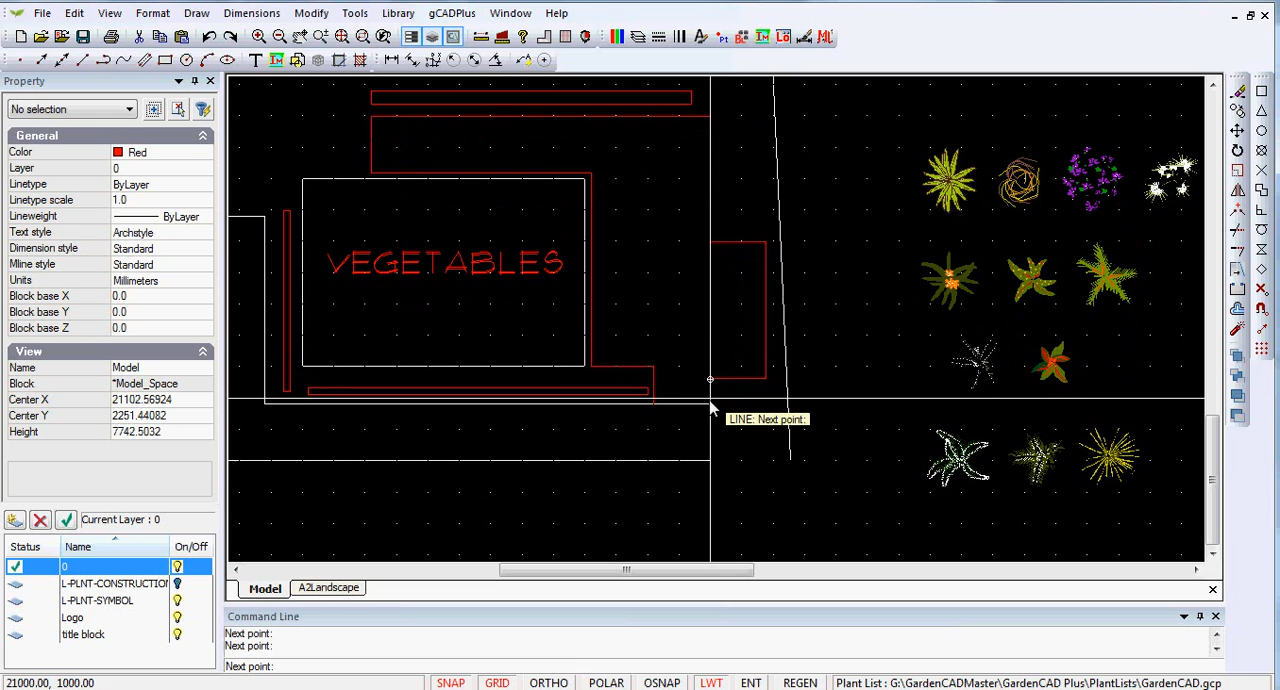 File Edit View Format Draw Dimensions Modify Tools Library gCADPlus Window Help
Property
No selection
General
Color Red
Layer 0
Linetype ByLayer
Linetype scale 1.0
Lineweight ByLayer
Text style Archstyle
Dimension style Standard
Mline style Standard
Units Millimeters
Block base X 0.0
Block base Y 0.0
Block base Z 0.0
View
Name Model
Block *Model_Space
Center X 21102.56924
Center Y 2251.44082
Height 7742.5032
Current Layer : 0
Status Name On/Off
0
L-PLNT-CONSTRUCTION
L-PLNT-SYMBOL
Logo
title block
VEGETABLES
LINE: Next point:
Model A2Landscape
Command Line
Next point:
Next point:
Next point:
21000.00, 1000.00 SNAP GRID ORTHO POLAR OSNAP LWT ENT REGEN Plant List : G:\GardenCADMaster\GardenCAD Plus\PlantLists\GardenCAD.gcp